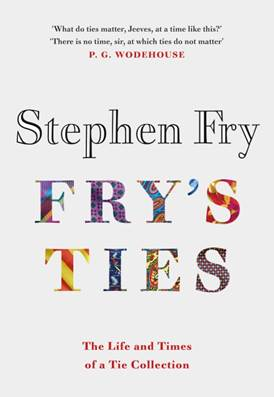 'What do ties matter, Jeeves, at a time like this?'
'There is no time, sir, at which ties do not matter'
P. G. WODEHOUSE
Stephen Fry
FRY'S
TIES
The Life and Times
of a Tie Collection